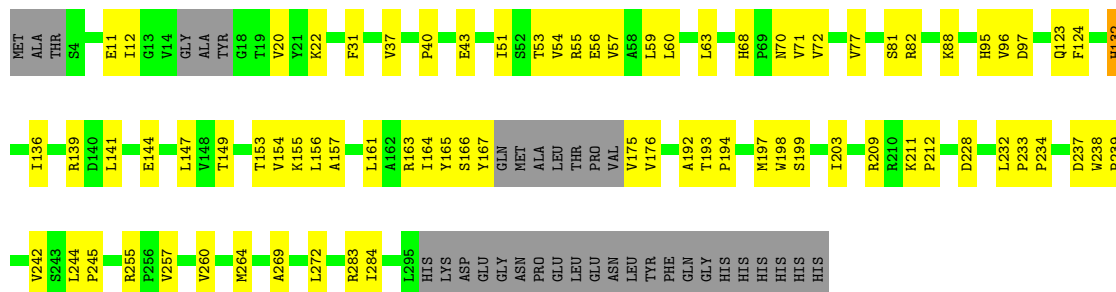 MET ALA THR S4 E11 I12 G13 V14 GLY ALA TYR G18 T19 V20 Y21 K22 F31 V37 P40 E43 I51 S52 T53 V54 R55 E56 V57 A58 L59 L60 L63 H68 P69 N70 V71 V72 V77 S81 R82 K88 H95 V96 D97 Q123 F124
I136 R139 D140 L141 E144 L147 V148 T149 T153 V154 K155 L156 A157 L161 A162 R163 I164 Y165 S166 Y167 GLN MET ALA LEU THR PRO VAL V175 V176 A192 T193 P194 M197 W198 S199 I203 R209 R210 K211 P212 D228 L232 P233 P234 D237 W238
V242 S243 L244 P245 R255 P256 V257 V260 M264 A269 L272 R283 I284 L295 HIS LYS ASP GLU GLY ASN PRO GLU LEU GLU ASN LEU TYR PHE GLN GLY HIS HIS HIS HIS HIS HIS